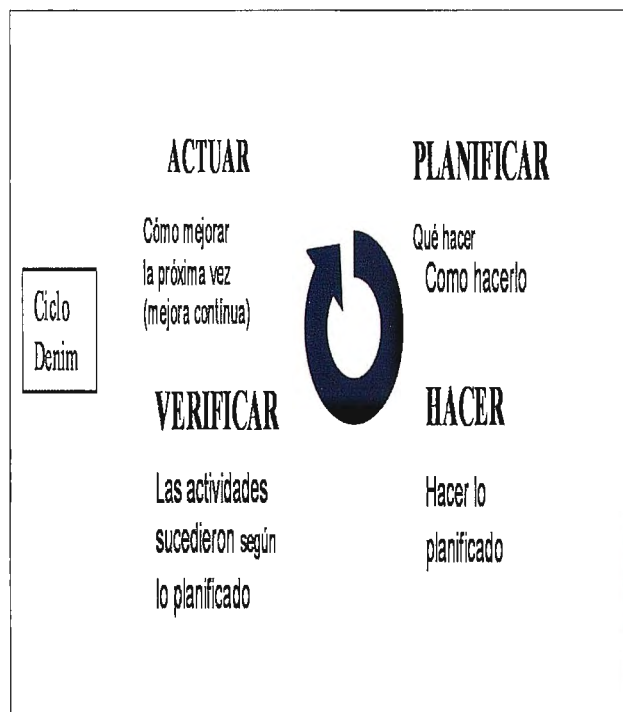 ACTUAR
Cómo mejorar
la próxima vez
(mejora contínua)
PLANIFICAR
Qué hacer
Como hacerlo
Ciclo
Denim
VERIFICAR
Las actividades
sucedieron según
lo planificado
HACER
Hacer lo
planificado